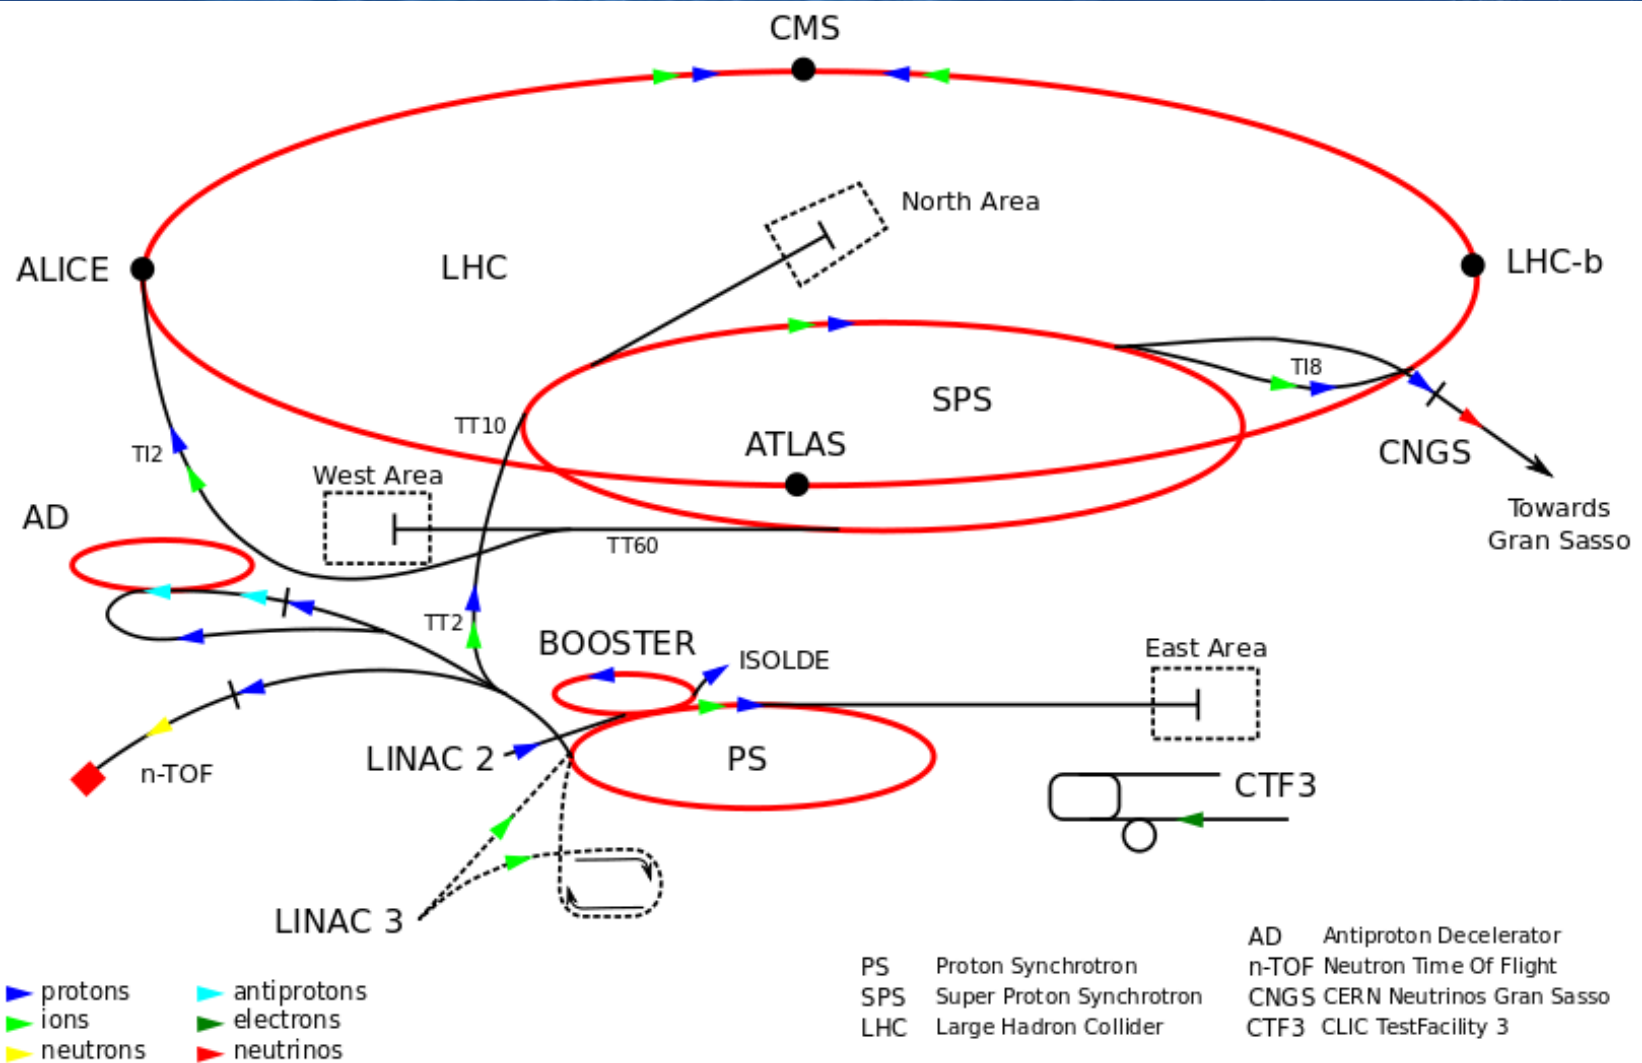 CMS
North Area
ALICE
LHC
LHC-b
TI8
SPS
TT10
ATLAS
TI2
CNGS
West Area
AD
Towards
Gran Sasso
TT60
TT2
BOOSTER
ISOLDE
East Area
LINAC 2
PS
n-TOF
CTF3
LINAC 3
protons
ions
neutrons
antiprotons
electrons
neutrinos
PS Proton Synchrotron
SPS Super Proton Synchrotron
LHC Large Hadron Collider
AD Antiproton Decelerator
n-TOF Neutron Time Of Flight
CNGS CERN Neutrinos Gran Sasso
CTF3 CLIC TestFacility 3